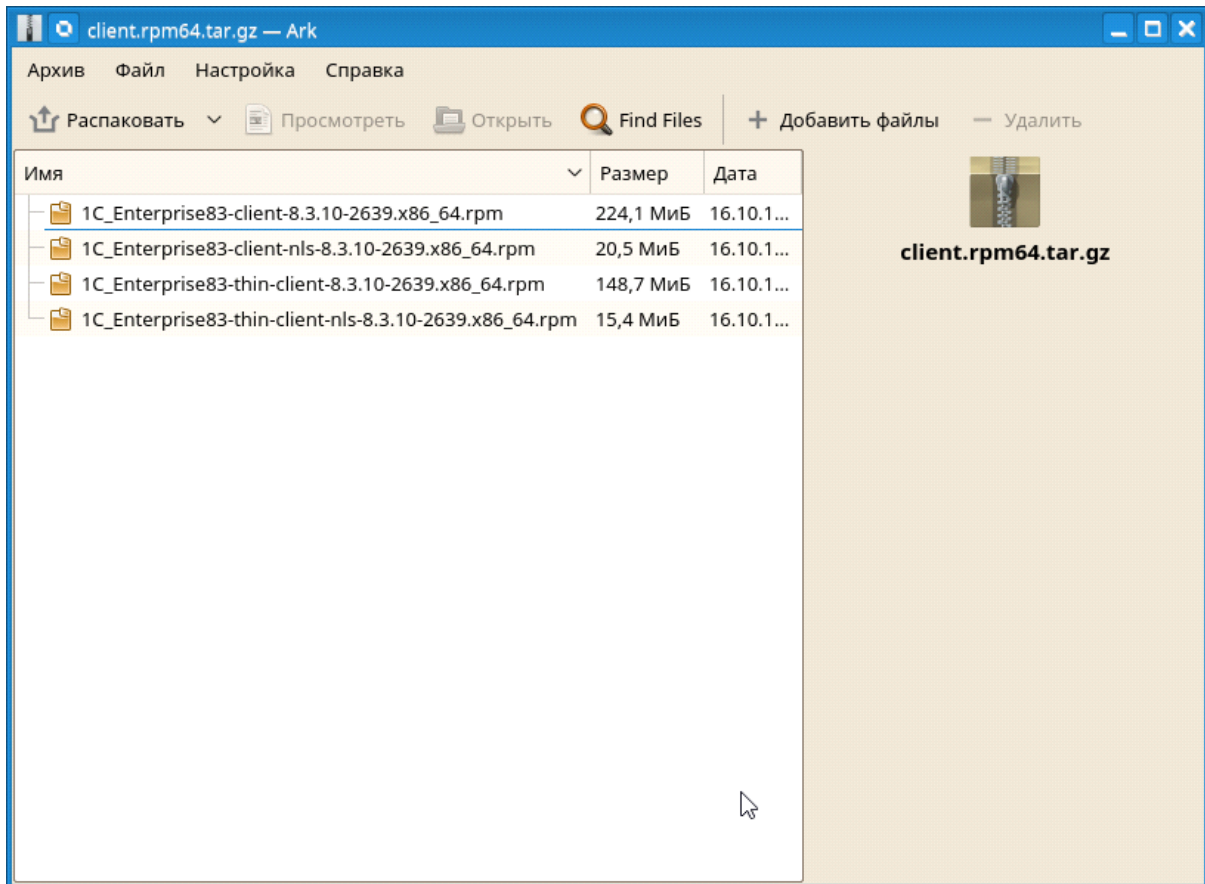 client.rpm64.tar.gz — Ark
Архив Файл Настройка Справка
Распаковать Просмотреть Открыть Find Files Добавить файлы Удалить
Имя Размер Дата
1C_Enterprise83-client-8.3.10-2639.x86_64.rpm 224,1 МиБ 16.10.1...
1C_Enterprise83-client-nls-8.3.10-2639.x86_64.rpm 20,5 МиБ 16.10.1...
1C_Enterprise83-thin-client-8.3.10-2639.x86_64.rpm 148,7 МиБ 16.10.1...
1C_Enterprise83-thin-client-nls-8.3.10-2639.x86_64.rpm 15,4 МиБ 16.10.1...
client.rpm64.tar.gz